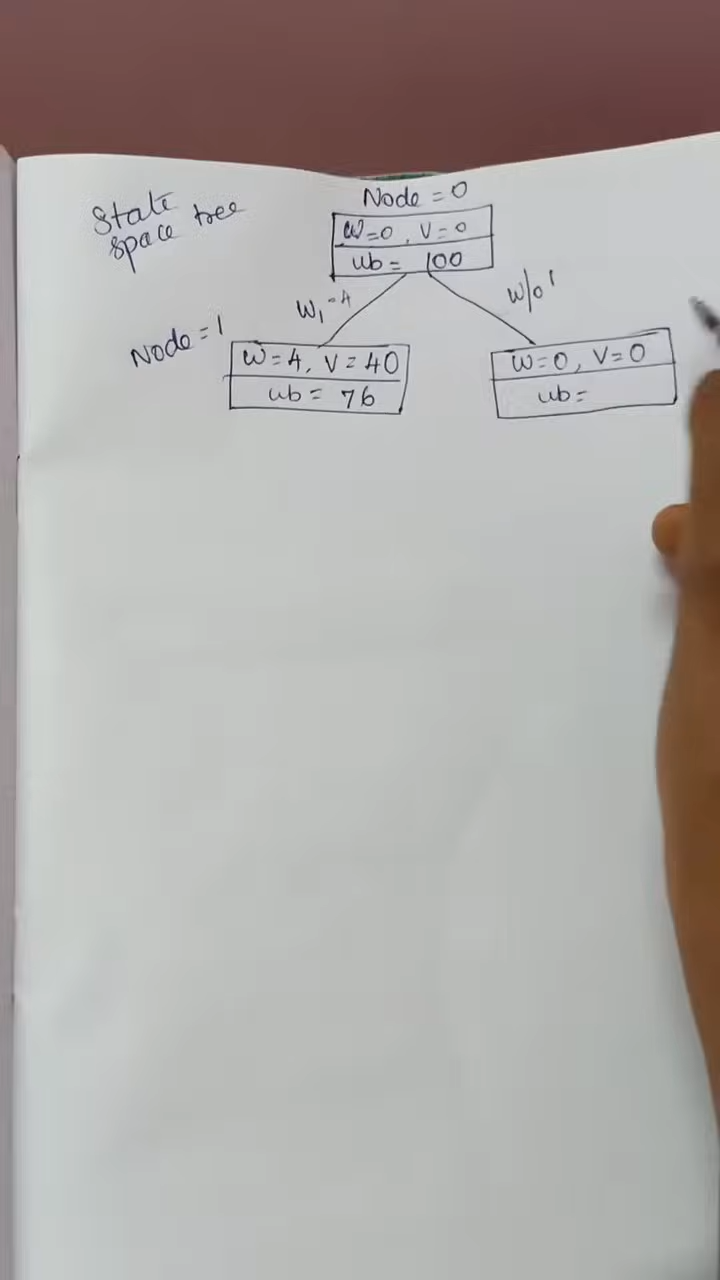 State
space tree
Node = 0
W=0, V=0
ub= 100
W₁=4
w/o 1
Node = 1
W=4, V=40
ub= 76
W=0, V=0
ub=